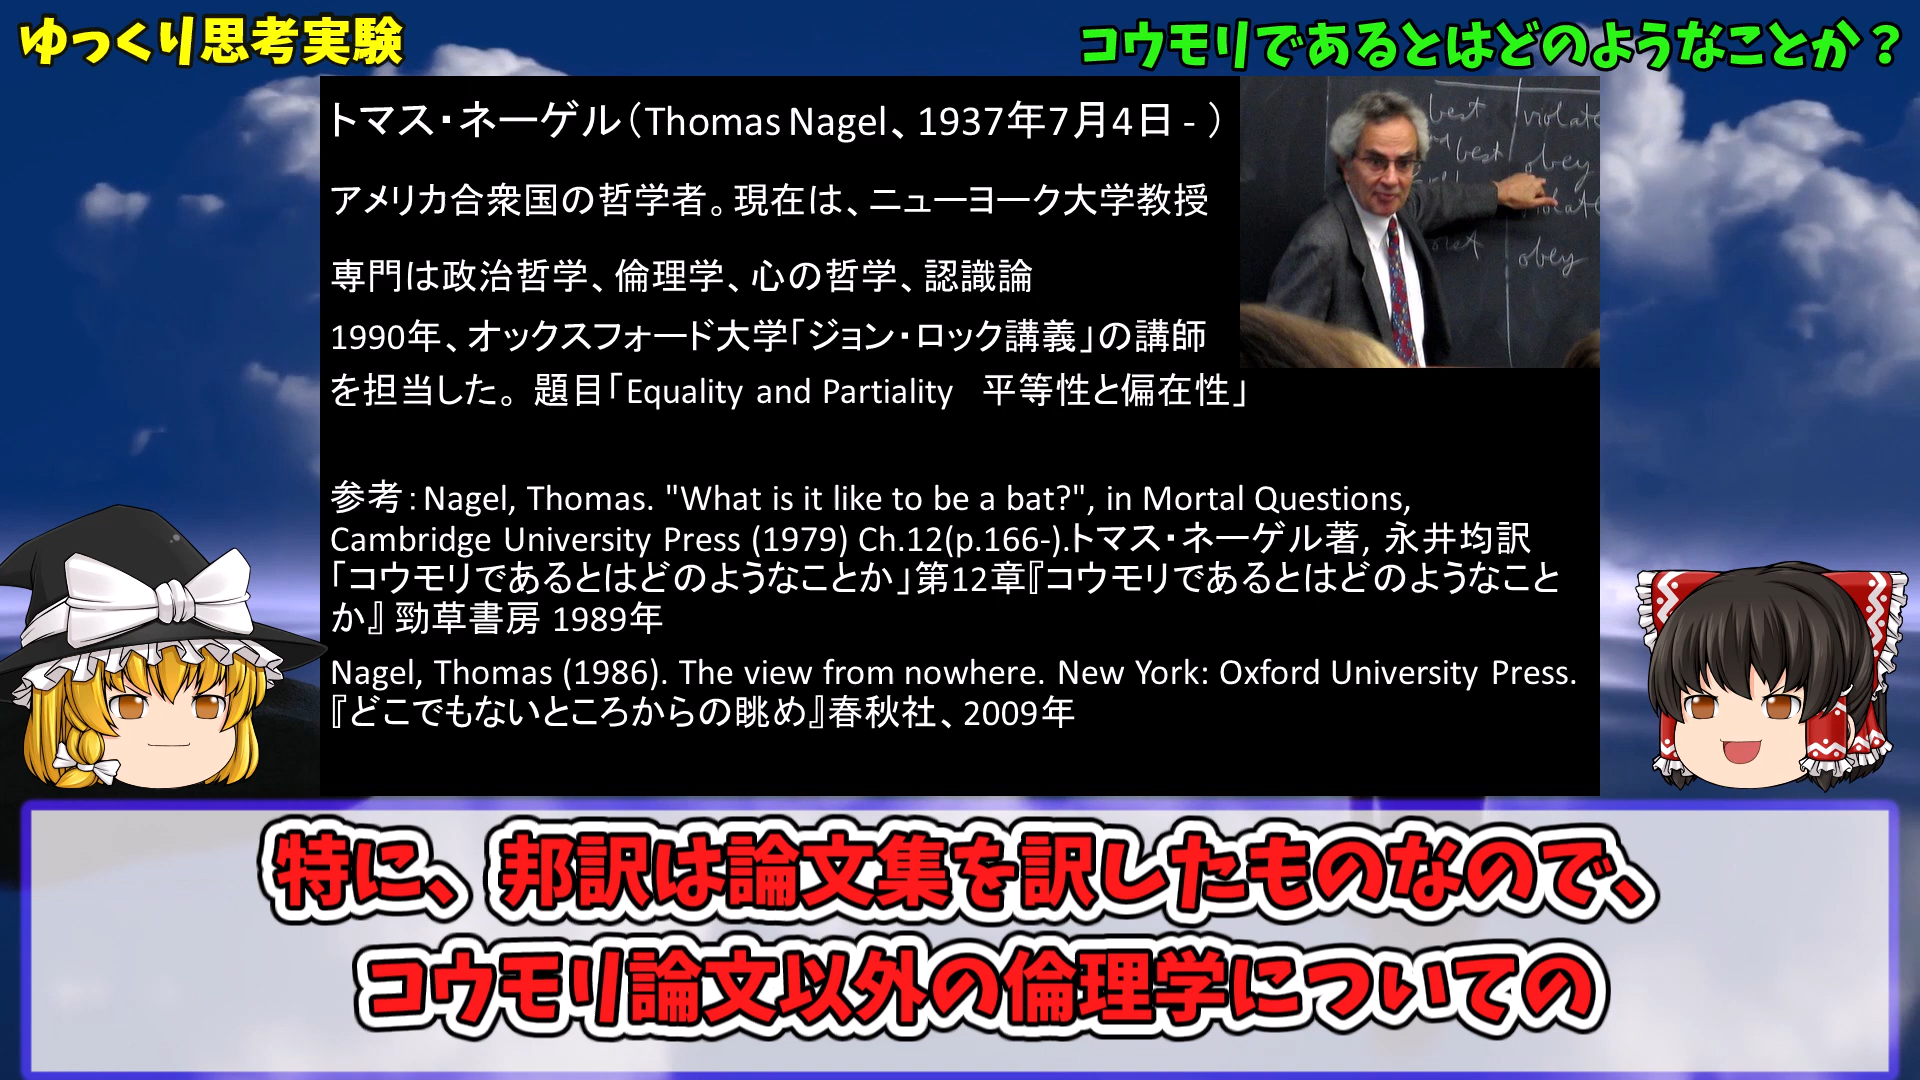 ゆっくり思考実験
コウモリであるとはどのようなことか？
トマス・ネーゲル（Thomas Nagel、1937年7月4日 - ）
アメリカ合衆国の哲学者。現在は、ニューヨーク大学教授
専門は政治哲学、倫理学、心の哲学、認識論
1990年、オックスフォード大学「ジョン・ロック講義」の講師
を担当した。題目「Equality and Partiality　平等性と偏在性」
best
violate
best
obey
violate
obey
参考：Nagel, Thomas. "What is it like to be a bat?", in Mortal Questions,
Cambridge University Press (1979) Ch.12(p.166-).トマス・ネーゲル著, 永井均訳
「コウモリであるとはどのようなことか」第12章『コウモリであるとはどのようなこと
か』 勁草書房 1989年
Nagel, Thomas (1986). The view from nowhere. New York: Oxford University Press.
『どこでもないところからの眺め』春秋社、2009年
特に、邦訳は論文集を訳したものなので、
コウモリ論文以外の倫理学についての